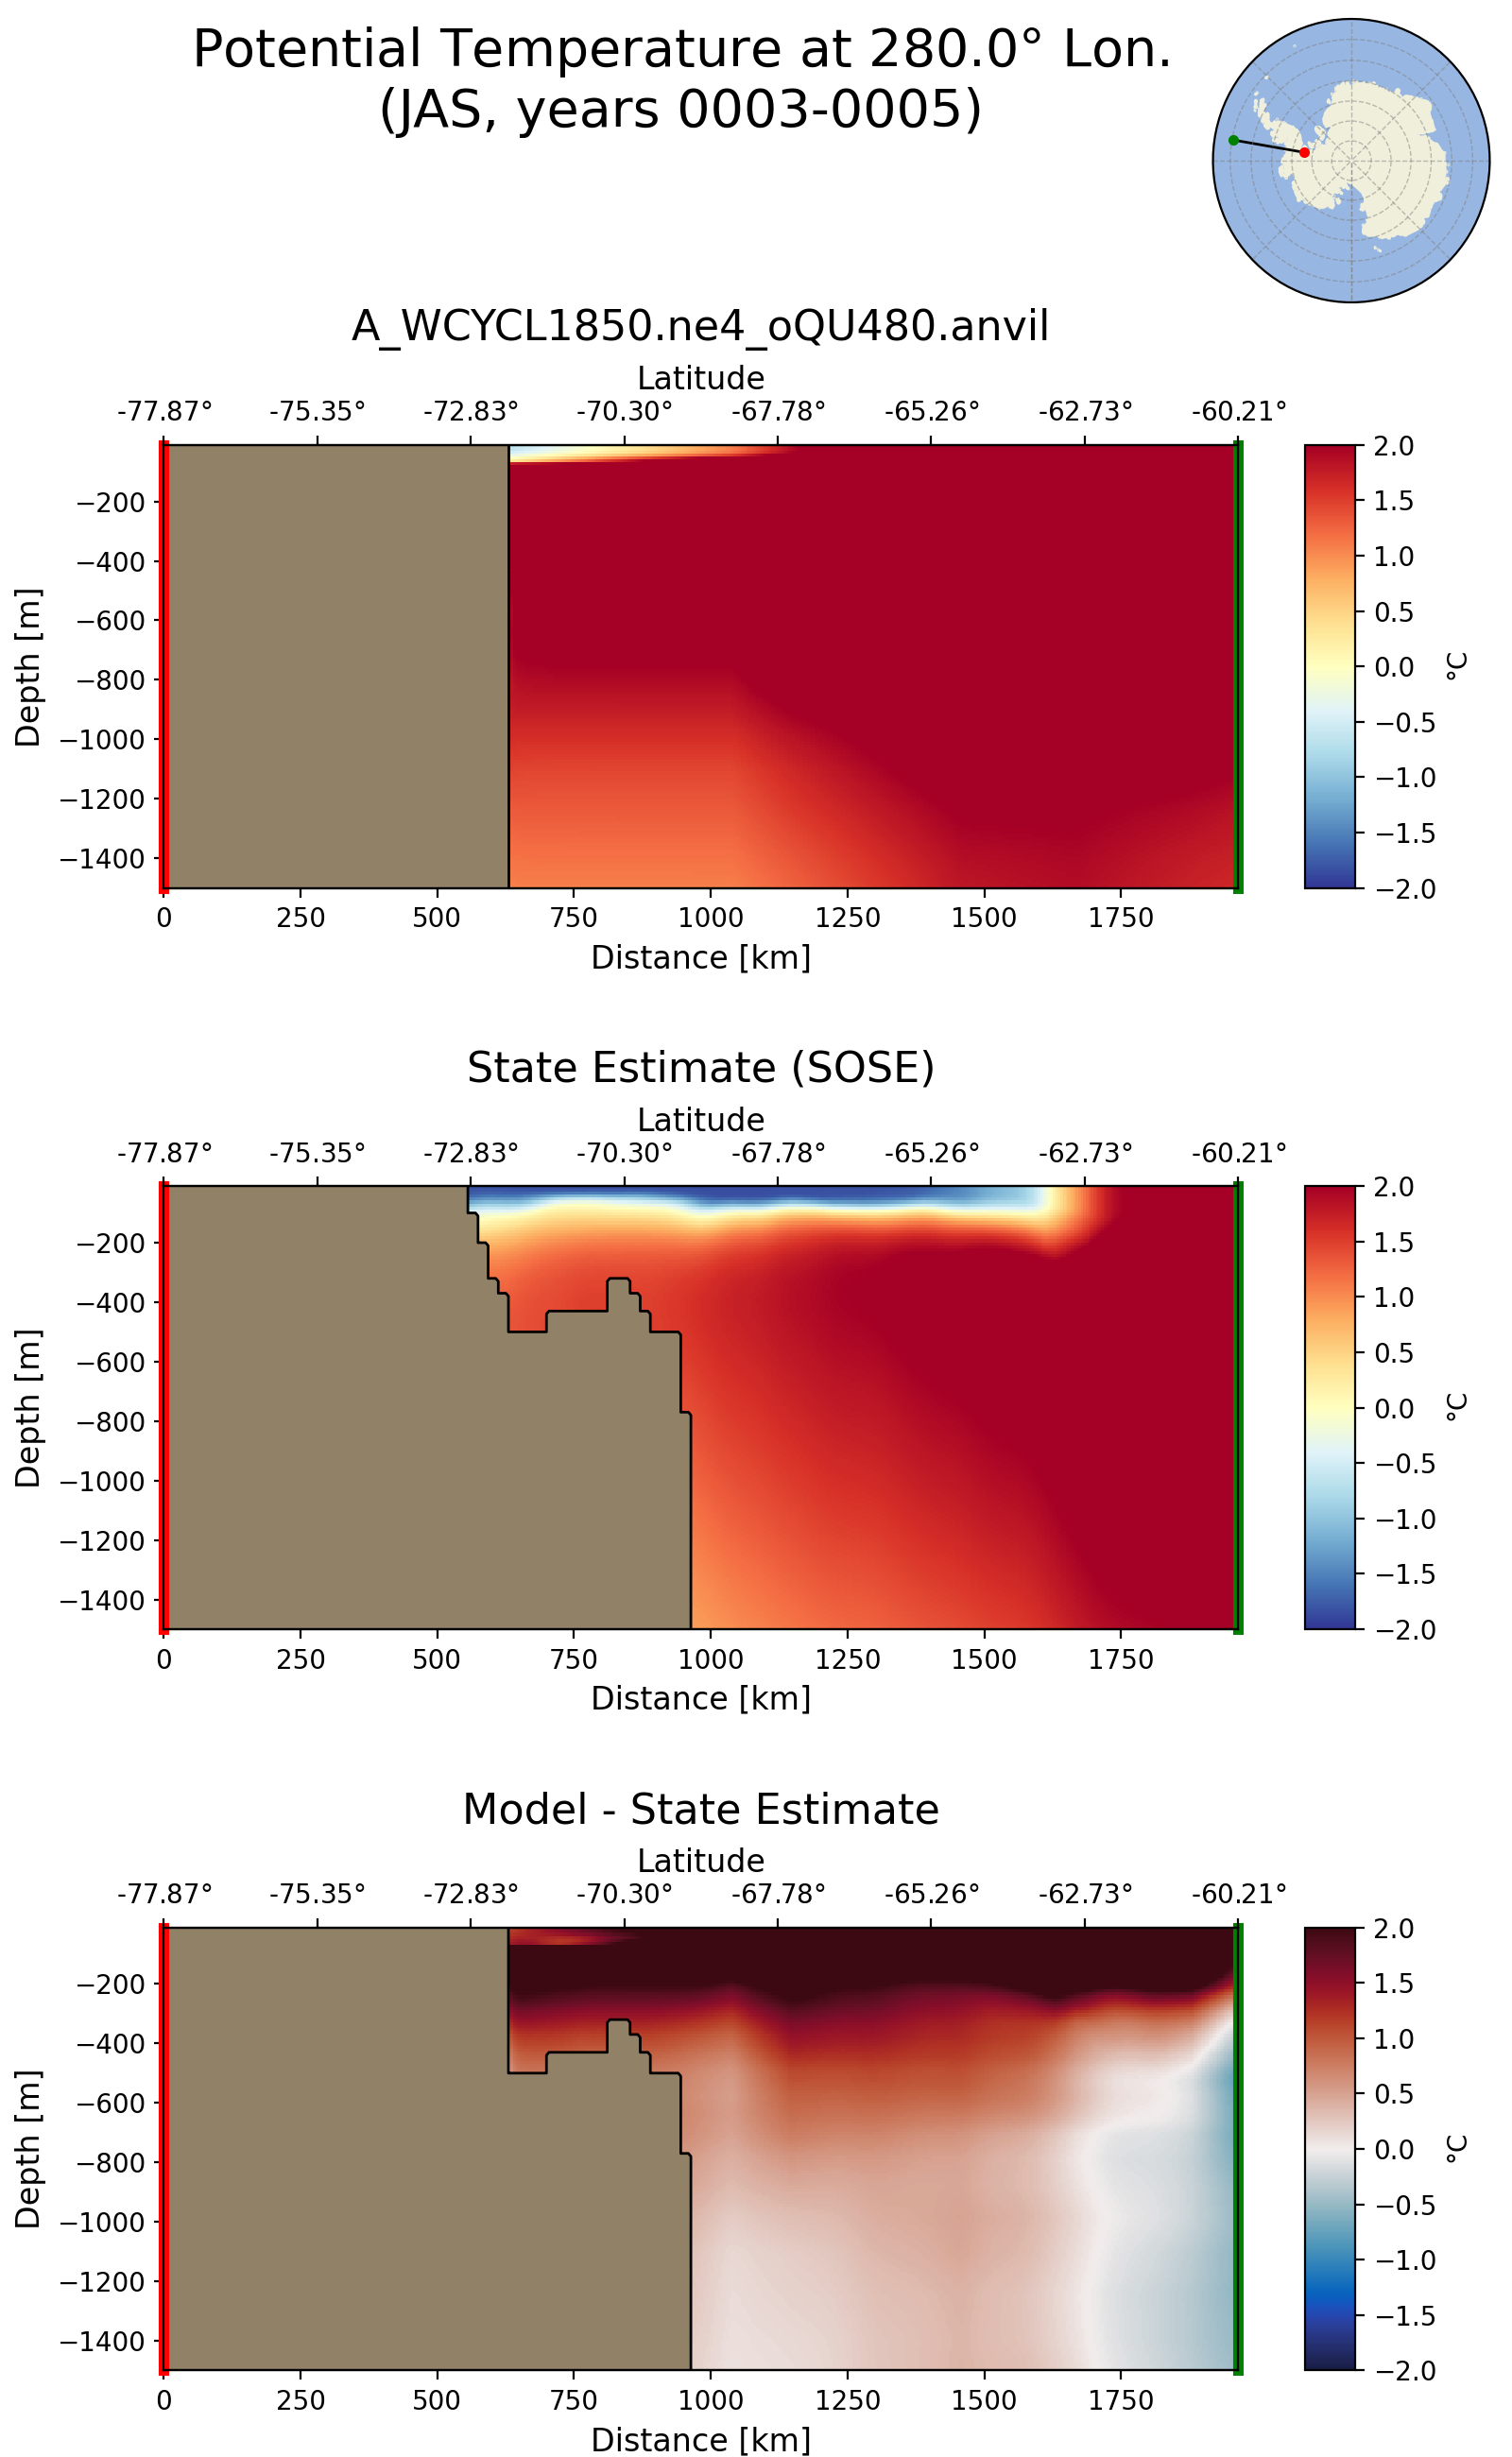 Potential Temperature at 280.0° Lon.
(JAS, years 0003-0005)
A_WCYCL1850.ne4_oQU480.anvil
Latitude
-77.87° -75.35° -72.83° -70.30° -67.78° -65.26° -62.73° -60.21°
Depth [m]
−200
−400
−600
−800
−1000
−1200
−1400
0 250 500 750 1000 1250 1500 1750
Distance [km]
2.0
1.5
1.0
0.5
0.0
−0.5
−1.0
−1.5
−2.0
°C
State Estimate (SOSE)
Latitude
-77.87° -75.35° -72.83° -70.30° -67.78° -65.26° -62.73° -60.21°
Depth [m]
−200
−400
−600
−800
−1000
−1200
−1400
0 250 500 750 1000 1250 1500 1750
Distance [km]
2.0
1.5
1.0
0.5
0.0
−0.5
−1.0
−1.5
−2.0
°C
Model - State Estimate
Latitude
-77.87° -75.35° -72.83° -70.30° -67.78° -65.26° -62.73° -60.21°
Depth [m]
−200
−400
−600
−800
−1000
−1200
−1400
0 250 500 750 1000 1250 1500 1750
Distance [km]
2.0
1.5
1.0
0.5
0.0
−0.5
−1.0
−1.5
−2.0
°C